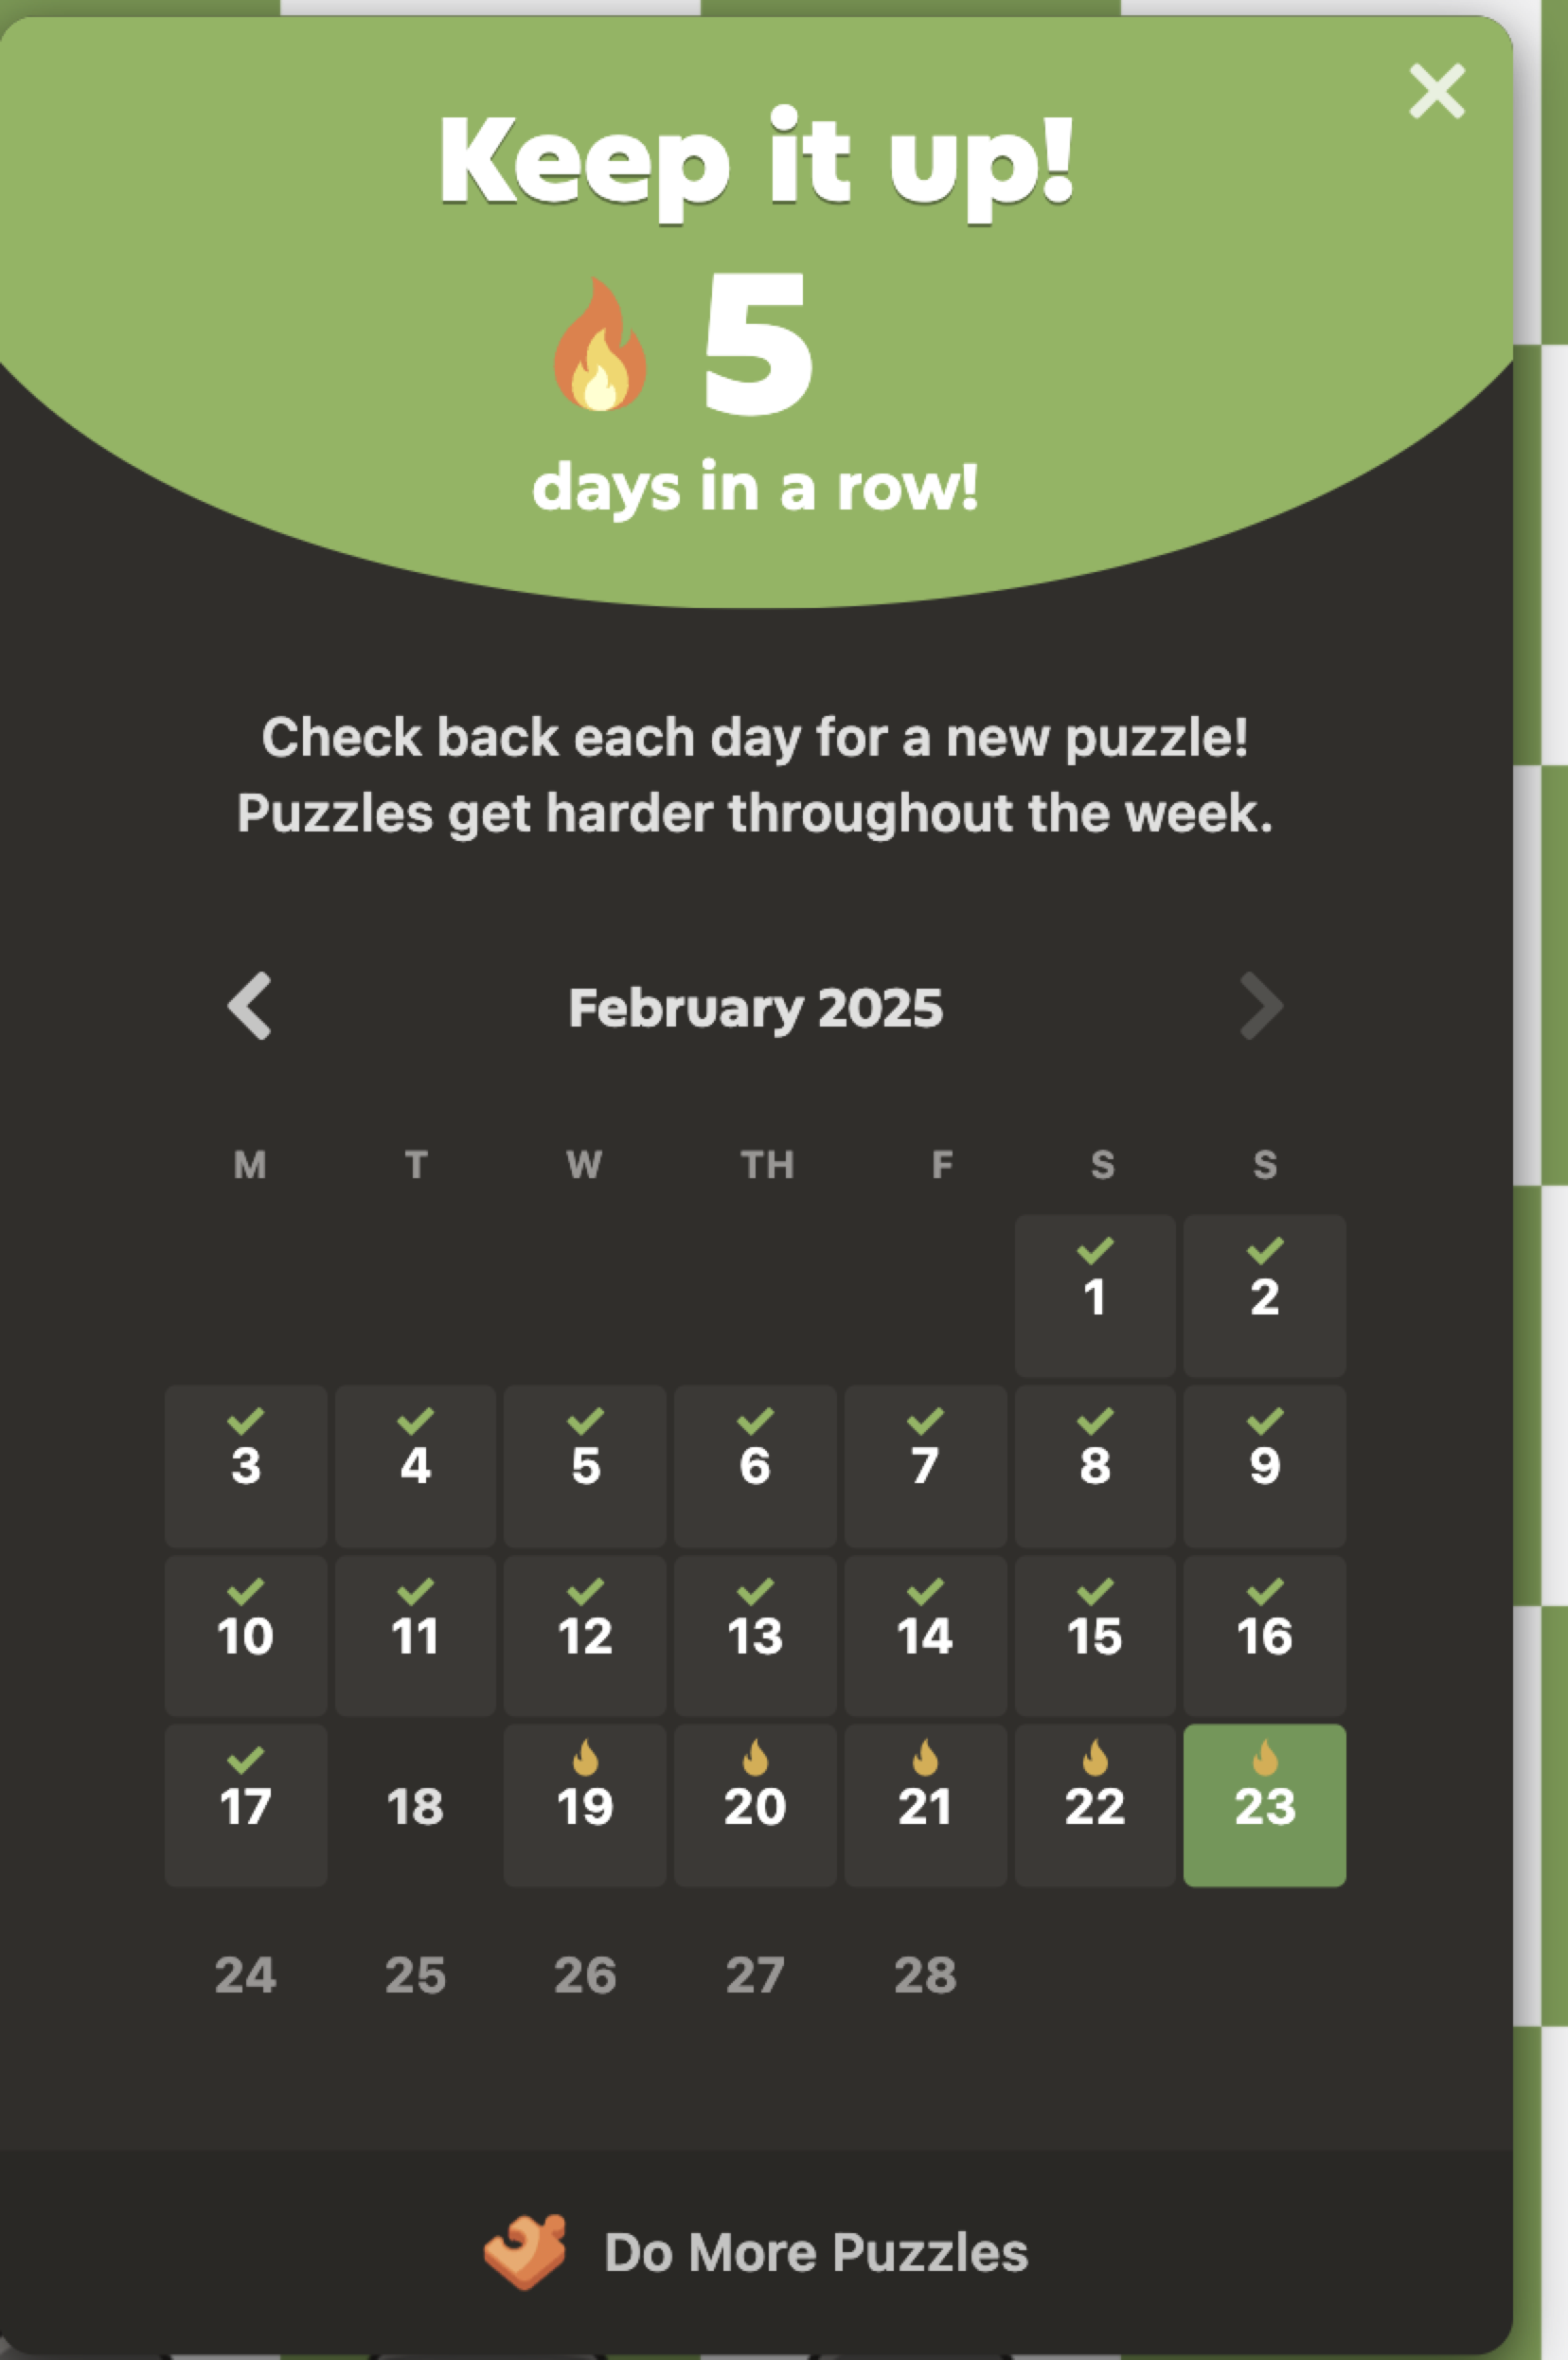 Keep it up!
5
days in a row!
Check back each day for a new puzzle!
Puzzles get harder throughout the week.
February 2025
M T W TH F S S
1 2
3 4 5 6 7 8 9
10 11 12 13 14 15 16
17 18 19 20 21 22 23
24 25 26 27 28
Do More Puzzles